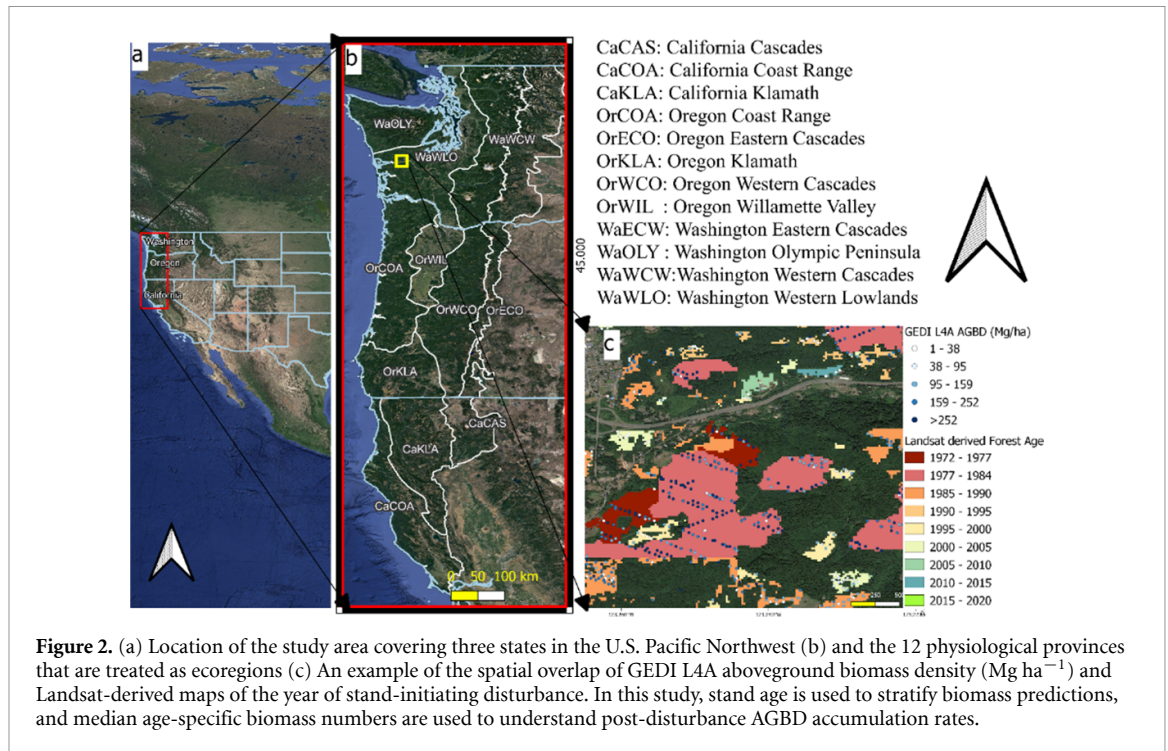 a
Washington
Oregon
California
b
WaOLY
WaWCW
WaWLO
OrCOA
OrWIL
OrWCO
OrECO
OrKLA
CaCAS
CaKLA
CaCOA
0 50 100 km
45.000
CaCAS: California Cascades
CaCOA: California Coast Range
CaKLA: California Klamath
OrCOA: Oregon Coast Range
OrECO: Oregon Eastern Cascades
OrKLA: Oregon Klamath
OrWCO: Oregon Western Cascades
OrWIL : Oregon Willamette Valley
WaECW: Washington Eastern Cascades
WaOLY : Washington Olympic Peninsula
WaWCW:Washington Western Cascades
WaWLO: Washington Western Lowlands
c
GEDI L4A AGBD (Mg/ha)
1 - 38
38 - 95
95 - 159
159 - 252
>252
Landsat derived Forest Age
1972 - 1977
1977 - 1984
1985 - 1990
1990 - 1995
1995 - 2000
2000 - 2005
2005 - 2010
2010 - 2015
2015 - 2020
Figure 2. (a) Location of the study area covering three states in the U.S. Pacific Northwest (b) and the 12 physiological provinces
that are treated as ecoregions (c) An example of the spatial overlap of GEDI L4A aboveground biomass density (Mg ha⁻¹) and
Landsat-derived maps of the year of stand-initiating disturbance. In this study, stand age is used to stratify biomass predictions,
and median age-specific biomass numbers are used to understand post-disturbance AGBD accumulation rates.